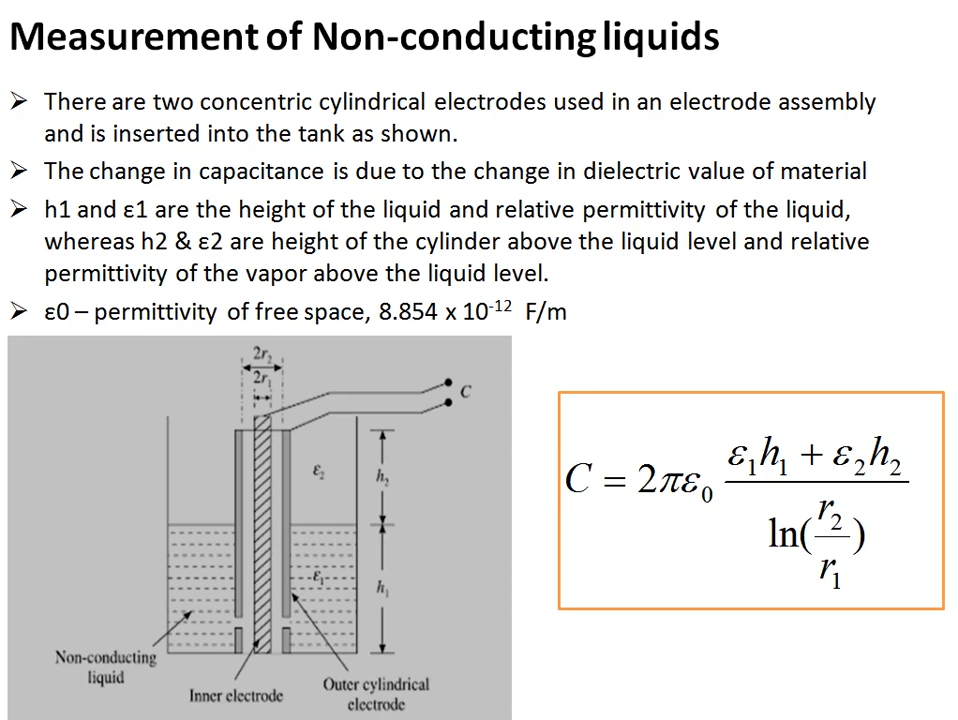 Measurement of Non-conducting liquids
➢ There are two concentric cylindrical electrodes used in an electrode assembly
and is inserted into the tank as shown.
➢ The change in capacitance is due to the change in dielectric value of material
➢ h1 and ε1 are the height of the liquid and relative permittivity of the liquid,
whereas h2 & ε2 are height of the cylinder above the liquid level and relative
permittivity of the vapor above the liquid level.
➢ ε0 – permittivity of free space, 8.854 x 10⁻¹² F/m
2r₂
2r₁
C
ε₂
h₂
ε₁
h₁
Non-conducting
liquid
Inner electrode
Outer cylindrical
electrode
C = 2πε₀ (ε₁h₁ + ε₂h₂) / ln(r₂/r₁)